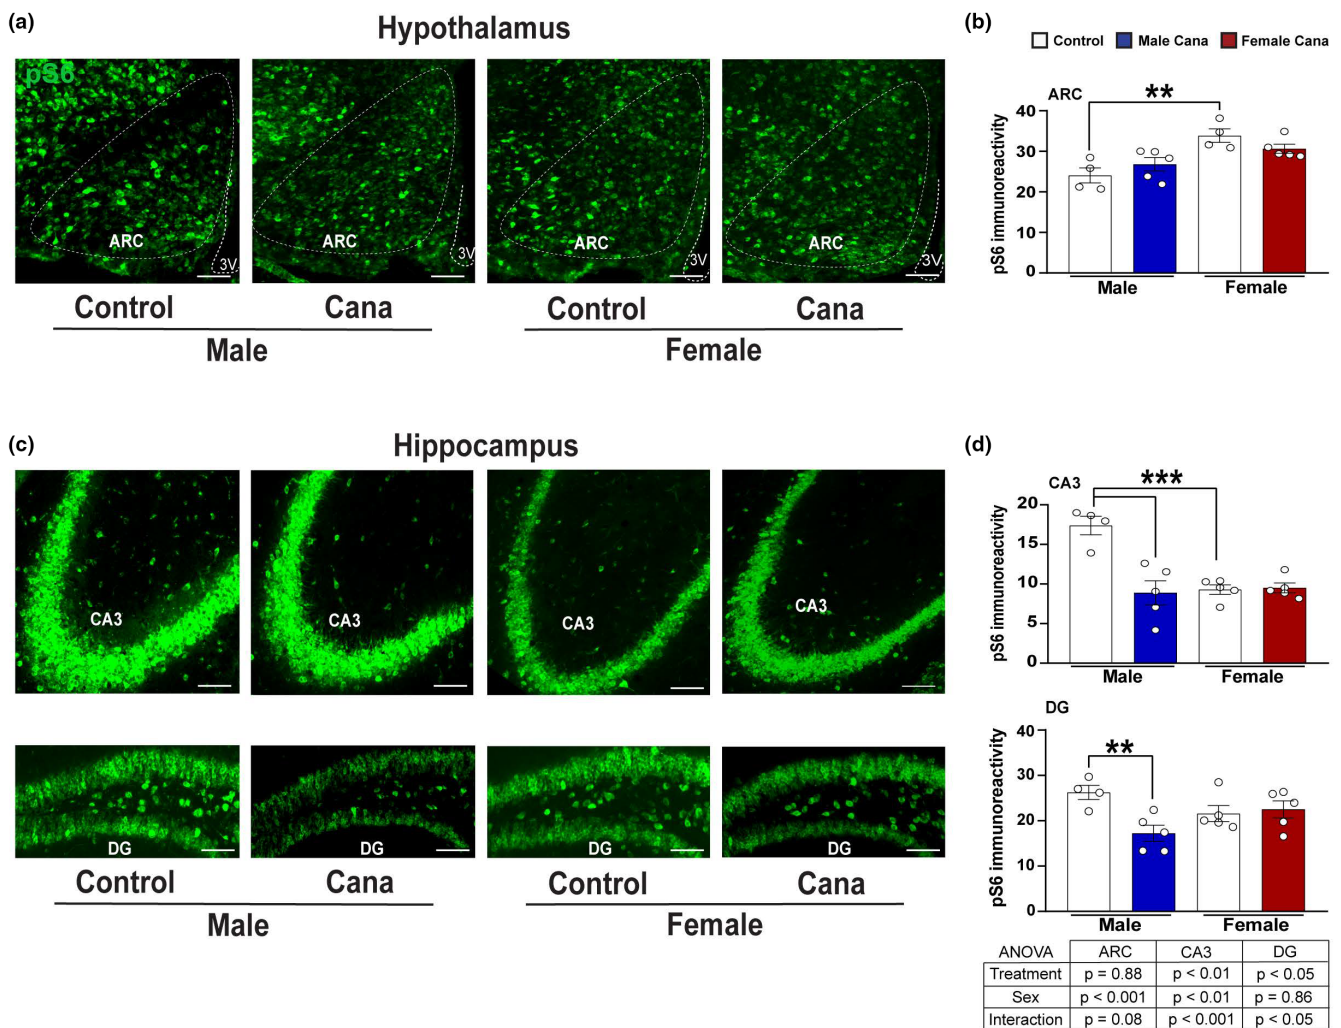 (a)
Hypothalamus
pS6
ARC
3V
ARC
3V
ARC
3V
ARC
3V
Control
Cana
Control
Cana
Male
Female
(b)
Control
Male Cana
Female Cana
ARC
**
pS6 immunoreactivity
40
30
20
10
0
Male
Female
(c)
Hippocampus
CA3
CA3
CA3
CA3
DG
DG
DG
DG
Control
Cana
Control
Cana
Male
Female
(d)
CA3
***
pS6 immunoreactivity
20
15
10
5
0
Male
Female
DG
**
pS6 immunoreactivity
40
30
20
10
0
Male
Female
ANOVA ARC CA3 DG
Treatment p = 0.88 p < 0.01 p < 0.05
Sex p < 0.001 p < 0.01 p = 0.86
Interaction p = 0.08 p < 0.001 p < 0.05